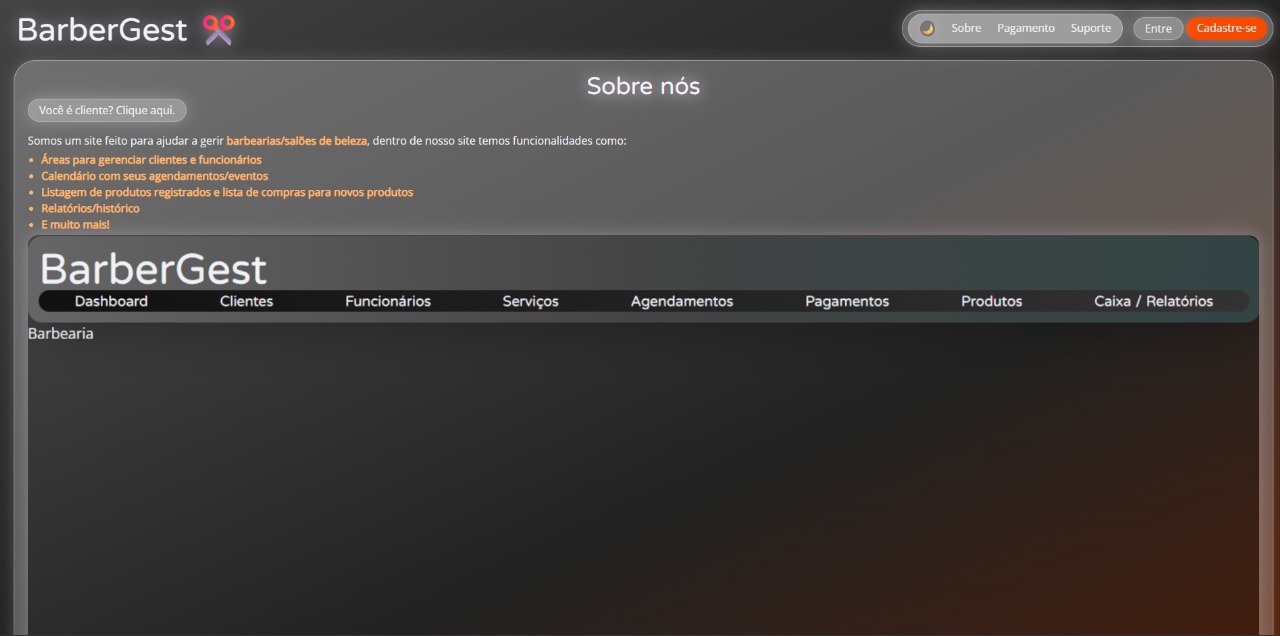 BarberGest
Sobre Pagamento Suporte Entre Cadastre-se
Sobre nós
Você é cliente? Clique aqui.
Somos um site feito para ajudar a gerir barbearias/salões de beleza, dentro de nosso site temos funcionalidades como:
• Áreas para gerenciar clientes e funcionários
• Calendário com seus agendamentos/eventos
• Listagem de produtos registrados e lista de compras para novos produtos
• Relatórios/histórico
• E muito mais!
BarberGest
Dashboard Clientes Funcionários Serviços Agendamentos Pagamentos Produtos Caixa / Relatórios
Barbearia